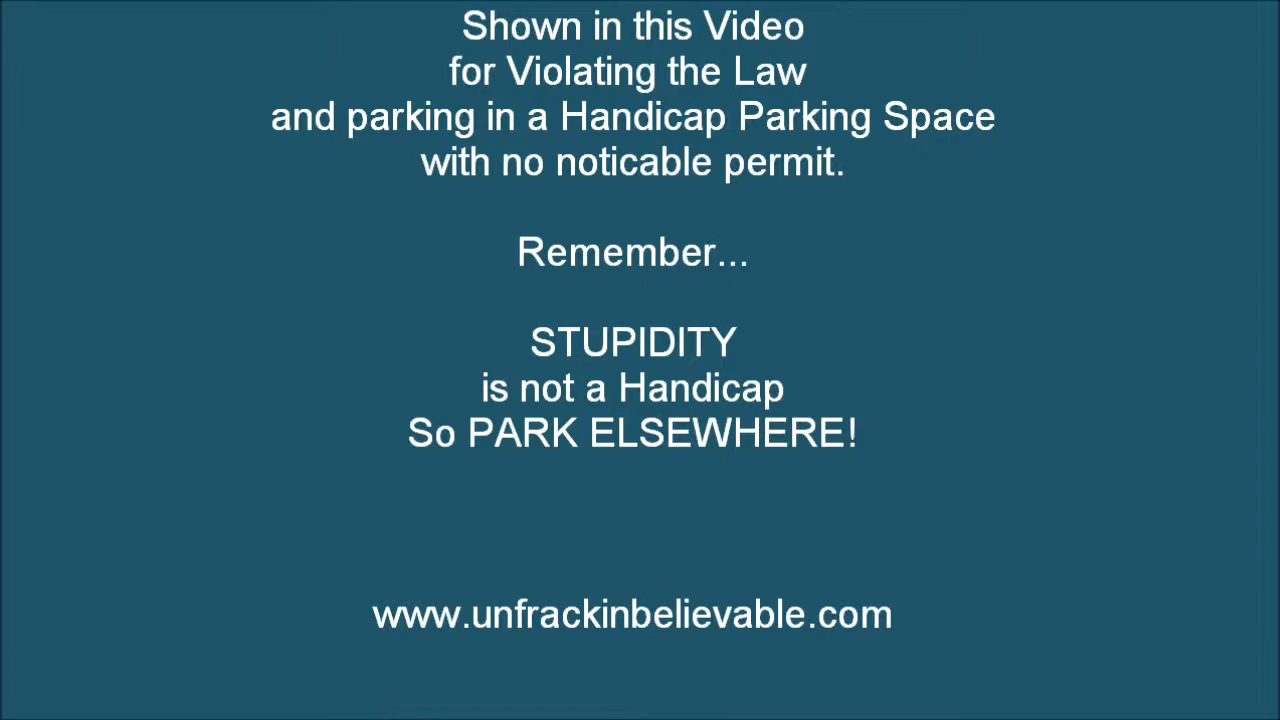 Shown in this Video
for Violating the Law
and parking in a Handicap Parking Space
with no noticable permit.
Remember...
STUPIDITY
is not a Handicap
So PARK ELSEWHERE!
www.unfrackinbelievable.com